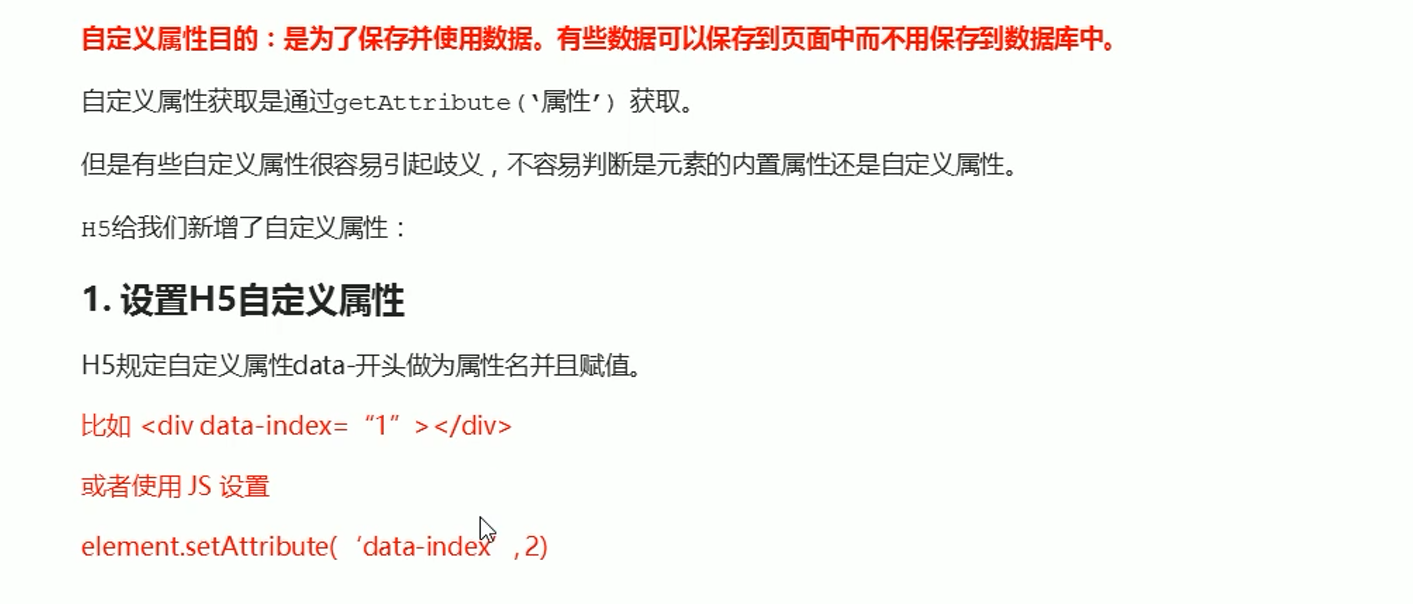 自定义属性目的：是为了保存并使用数据。有些数据可以保存到页面中而不用保存到数据库中。
自定义属性获取是通过getAttribute(‘属性’) 获取。
但是有些自定义属性很容易引起歧义，不容易判断是元素的内置属性还是自定义属性。
H5给我们新增了自定义属性：
1. 设置H5自定义属性
H5规定自定义属性data-开头做为属性名并且赋值。
比如 <div data-index=“1”></div>
或者使用 JS 设置
element.setAttribute(‘data-index’, 2)